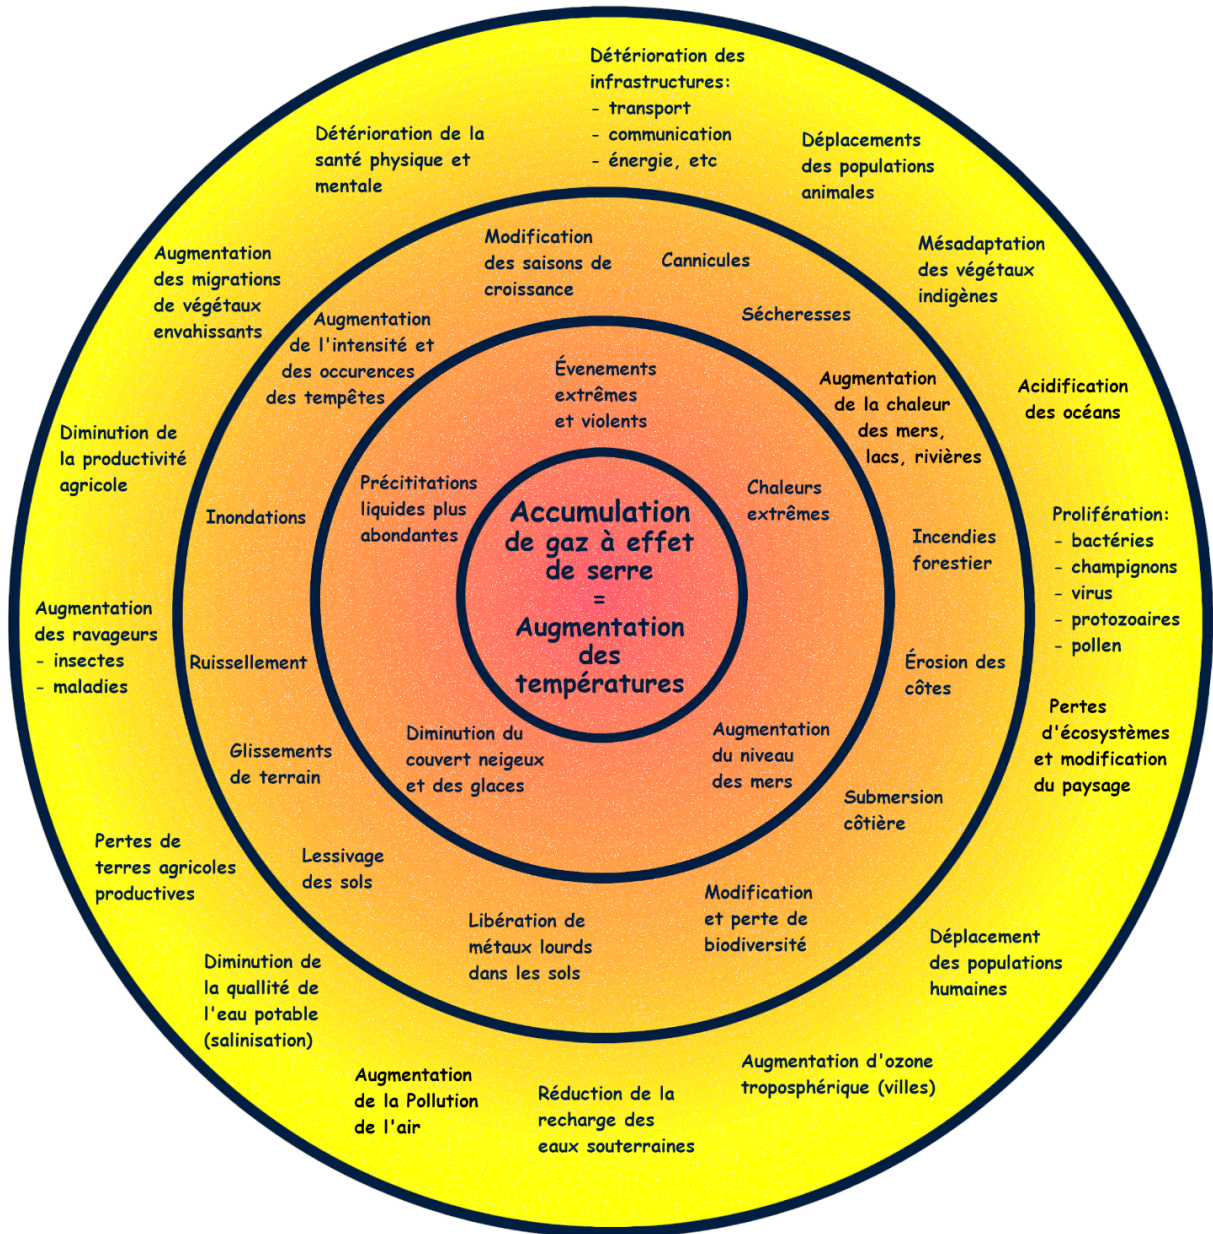 Détérioration des
infrastructures:
- transport
- communication
- énergie, etc
Détérioration de la
santé physique et
mentale
Déplacements
des populations
animales
Augmentation
des migrations
de végétaux
envahissants
Mésadaptation
des végétaux
indigènes
Modification
des saisons de
croissance
Cannicules
Sécheresses
Augmentation
de l'intensité et
des occurences
des tempêtes
Évenements
extrêmes
et violents
Augmentation
de la chaleur
des mers,
lacs, rivières
Acidification
des océans
Diminution de
la productivité
agricole
Inondations
Précititations
liquides plus
abondantes
Chaleurs
extrêmes
Accumulation
de gaz à effet
de serre
=
Augmentation
des
températures
Incendies
forestier
Prolifération:
- bactéries
- champignons
- virus
- protozoaires
- pollen
Augmentation
des ravageurs
- insectes
- maladies
Ruissellement
Érosion des
côtes
Pertes
d'écosystèmes
et modification
du paysage
Glissements
de terrain
Diminution du
couvert neigeux
et des glaces
Augmentation
du niveau
des mers
Submersion
côtière
Pertes de
terres agricoles
productives
Lessivage
des sols
Libération de
métaux lourds
dans les sols
Modification
et perte de
biodiversité
Déplacement
des populations
humaines
Diminution de
la quallité de
l'eau potable
(salinisation)
Augmentation
de la Pollution
de l'air
Réduction de la
recharge des
eaux souterraines
Augmentation d'ozone
troposphérique (villes)